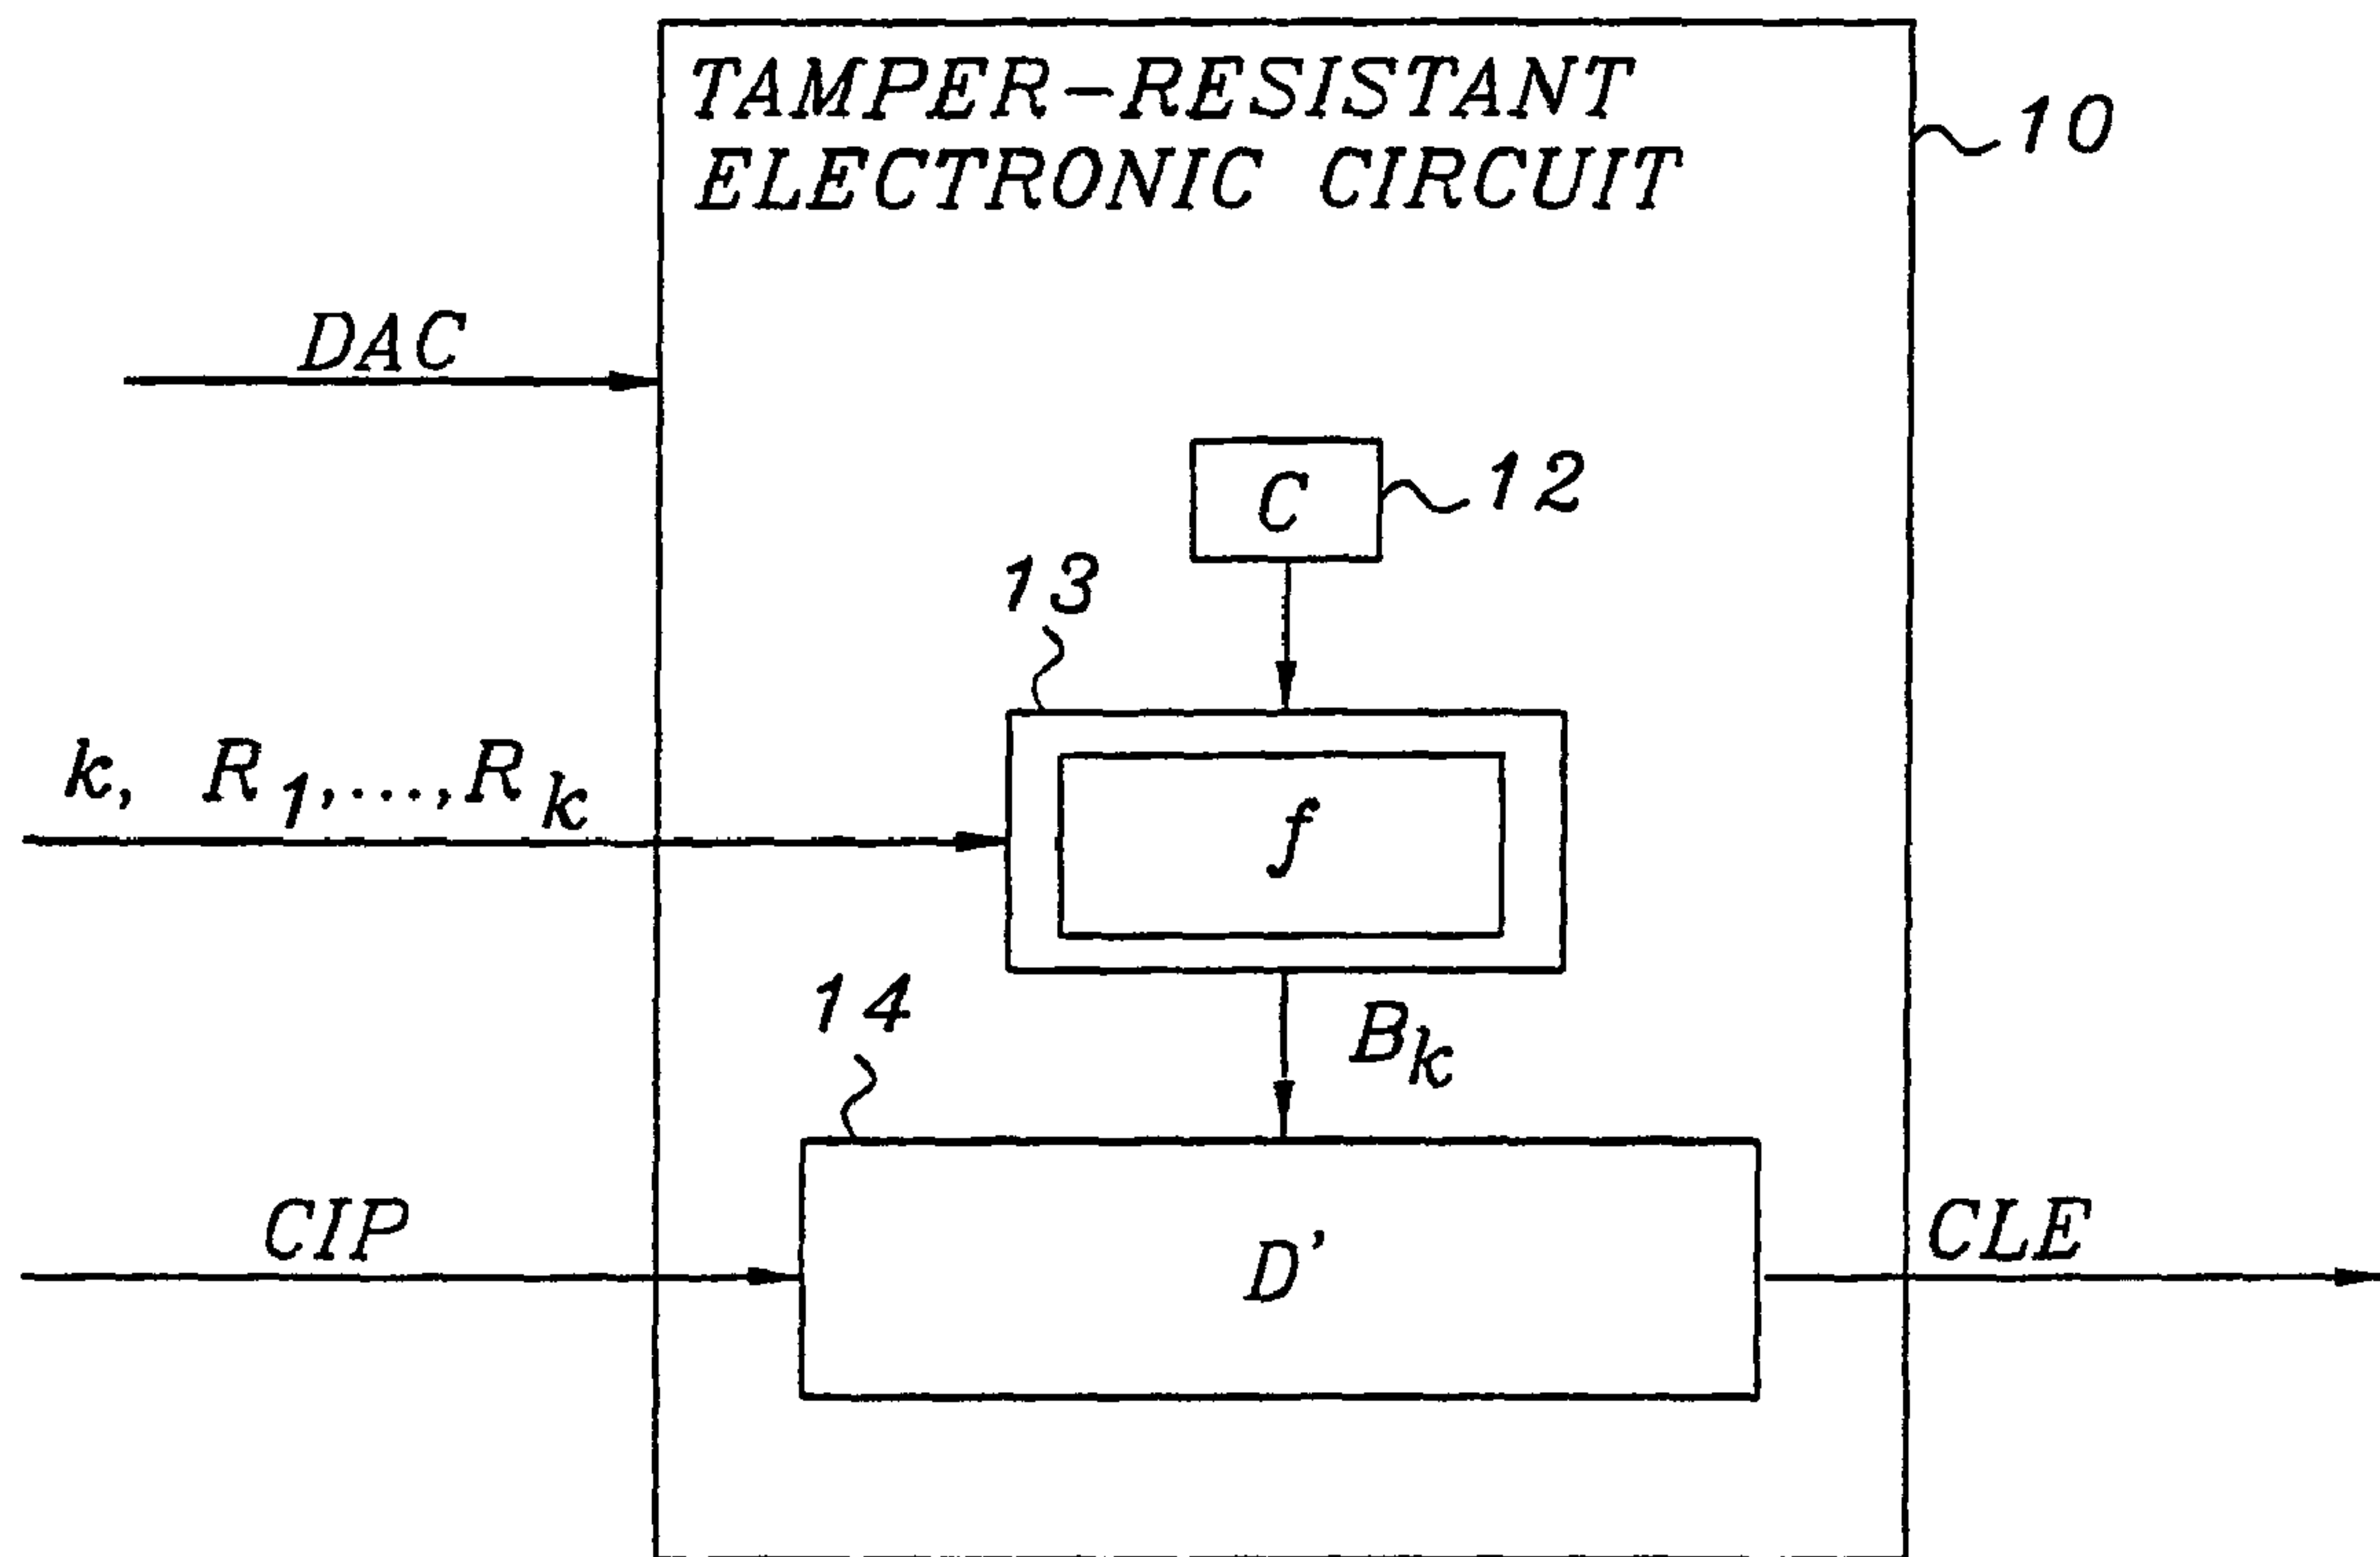 TAMPER-RESISTANT
ELECTRONIC CIRCUIT
10
DAC
C
12
13
k, R1,...,Rk
f
14
Bk
CIP
D'
CLE